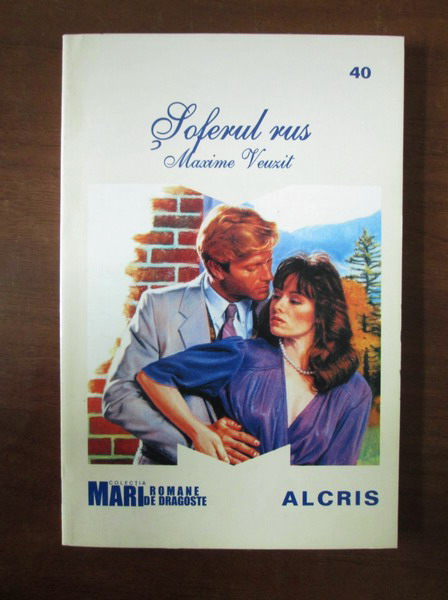 40
Şoferul rus
Maxime Veuzit
COLECŢIA
MARI ROMANE
DE DRAGOSTE
ALCRIS